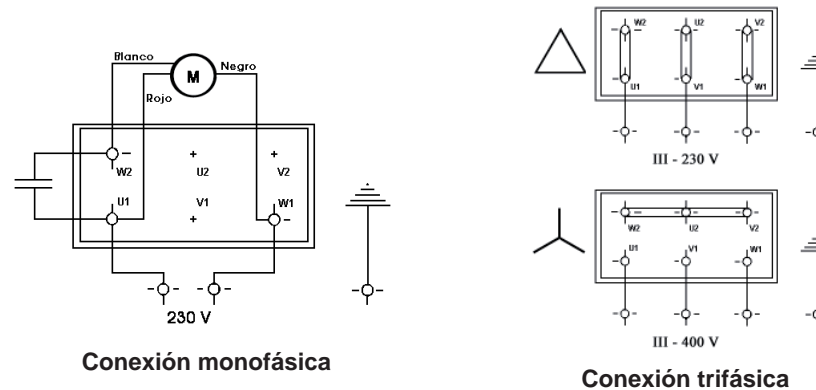 Blanco
Negro
M
Rojo
W2 U2 V2
U1 V1 W1
230 V
Conexión monofásica
W2 U2 V2
U1 V1 W1
III - 230 V
W2 U2 V2
U1 V1 W1
III - 400 V
Conexión trifásica